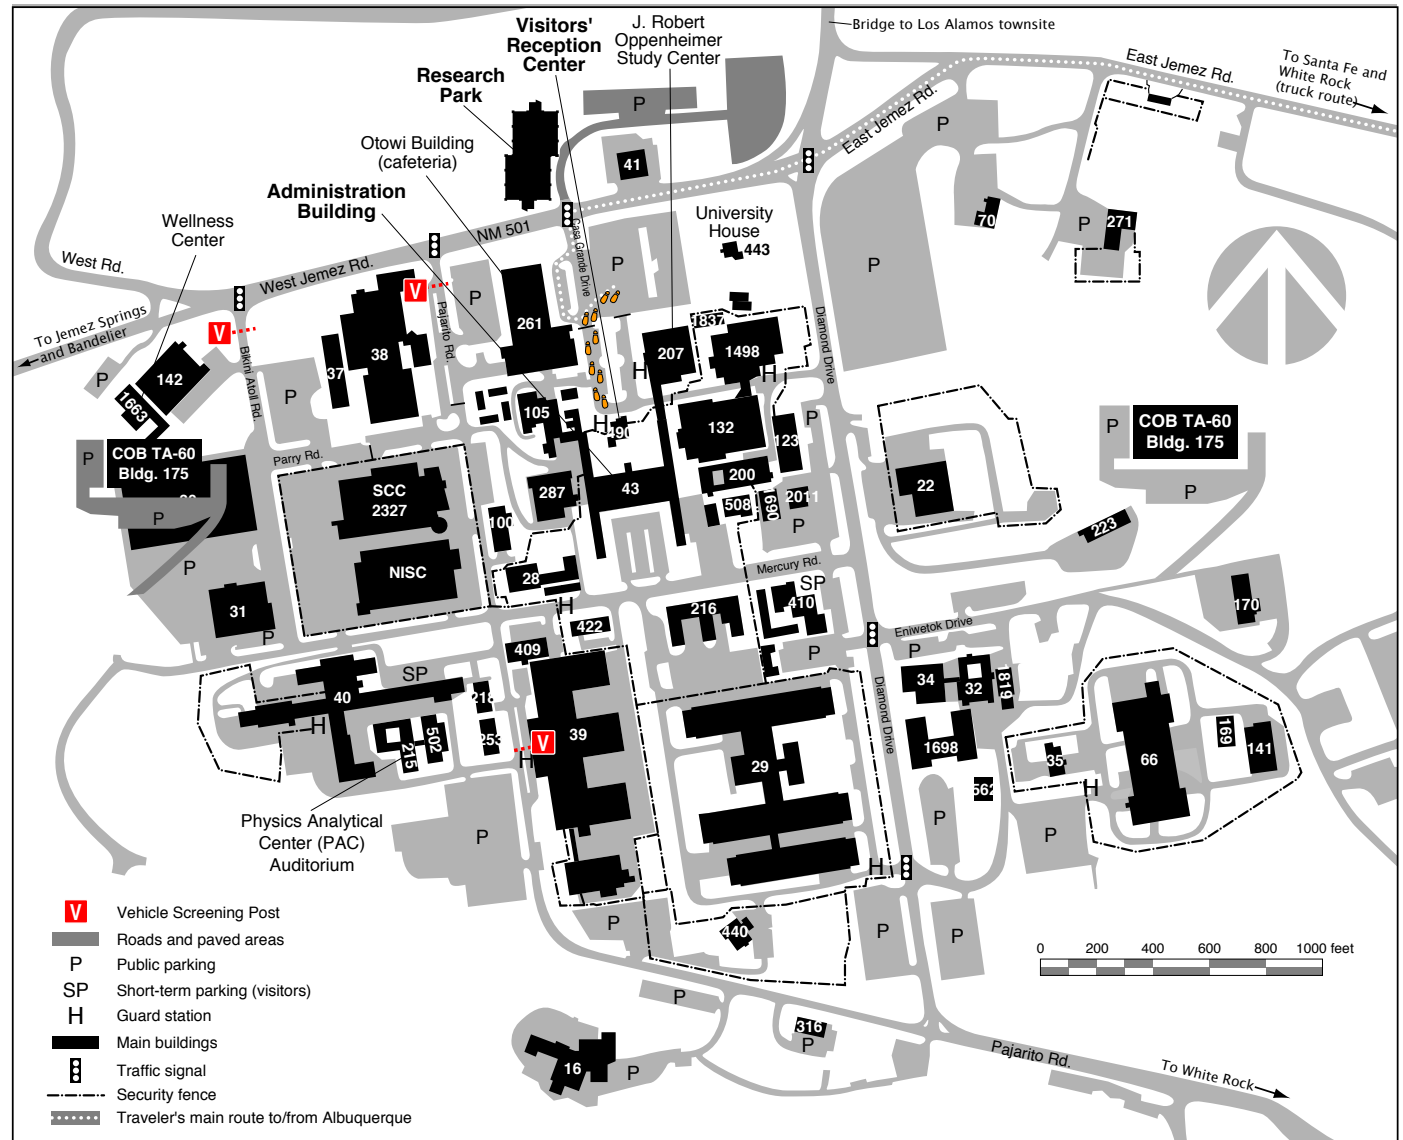 Bridge to Los Alamos townsite
Visitors'
Reception
Center
J. Robert
Oppenheimer
Study Center
Research
Park
East Jemez Rd.
To Santa Fe and
White Rock
(truck route)
P
East Jemez Rd.
P
Otowi Building
(cafeteria)
41
Administration
Building
Wellness
Center
University
House
443
70
P
271
NM 501
Casa Grande Drive
P
P
West Rd.
West Jemez Rd.
V
P
To Jemez Springs
and Bandelier
V
Pajarito Rd.
261
38
37
Bikini Atoll Rd.
142
1663
P
P
207
H
1837
1498
H
Diamond Drive
105
H
490
132
123
P
P
COB TA-60
Bldg. 175
P
COB TA-60
Bldg. 175
P
P
P
Parry Rd.
SCC
2327
287
43
200
508
1690
2011
P
22
223
100
NISC
28
H
Mercury Rd.
SP
410
216
422
31
P
P
170
Eniwetok Drive
P
P
409
SP
40
H
218
253
215
502
V
H
39
29
34
32
1819
1698
Diamond Drive
562
35
H
66
169
141
P
P
Physics Analytical
Center (PAC)
Auditorium
P
H
P
440
P
P
V Vehicle Screening Post
Roads and paved areas
P Public parking
SP Short-term parking (visitors)
H Guard station
Main buildings
Traffic signal
Security fence
Traveler's main route to/from Albuquerque
0 200 400 600 800 1000 feet
P
316
P
16
P
Pajarito Rd.
To White Rock